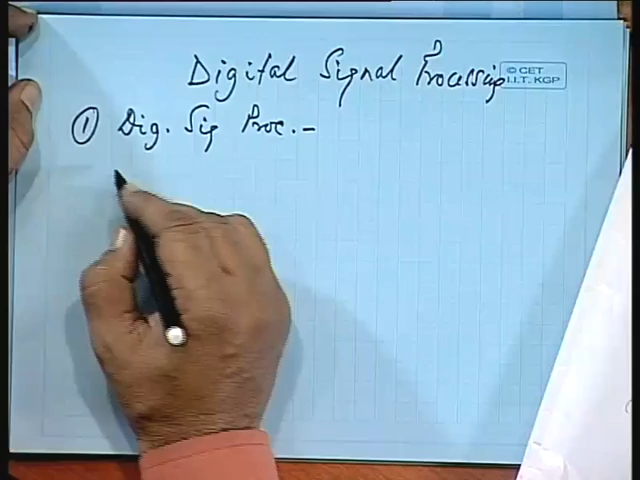 Digital Signal Processing
© CET
I.I.T. KGP
① Dig. Sig Proc. –